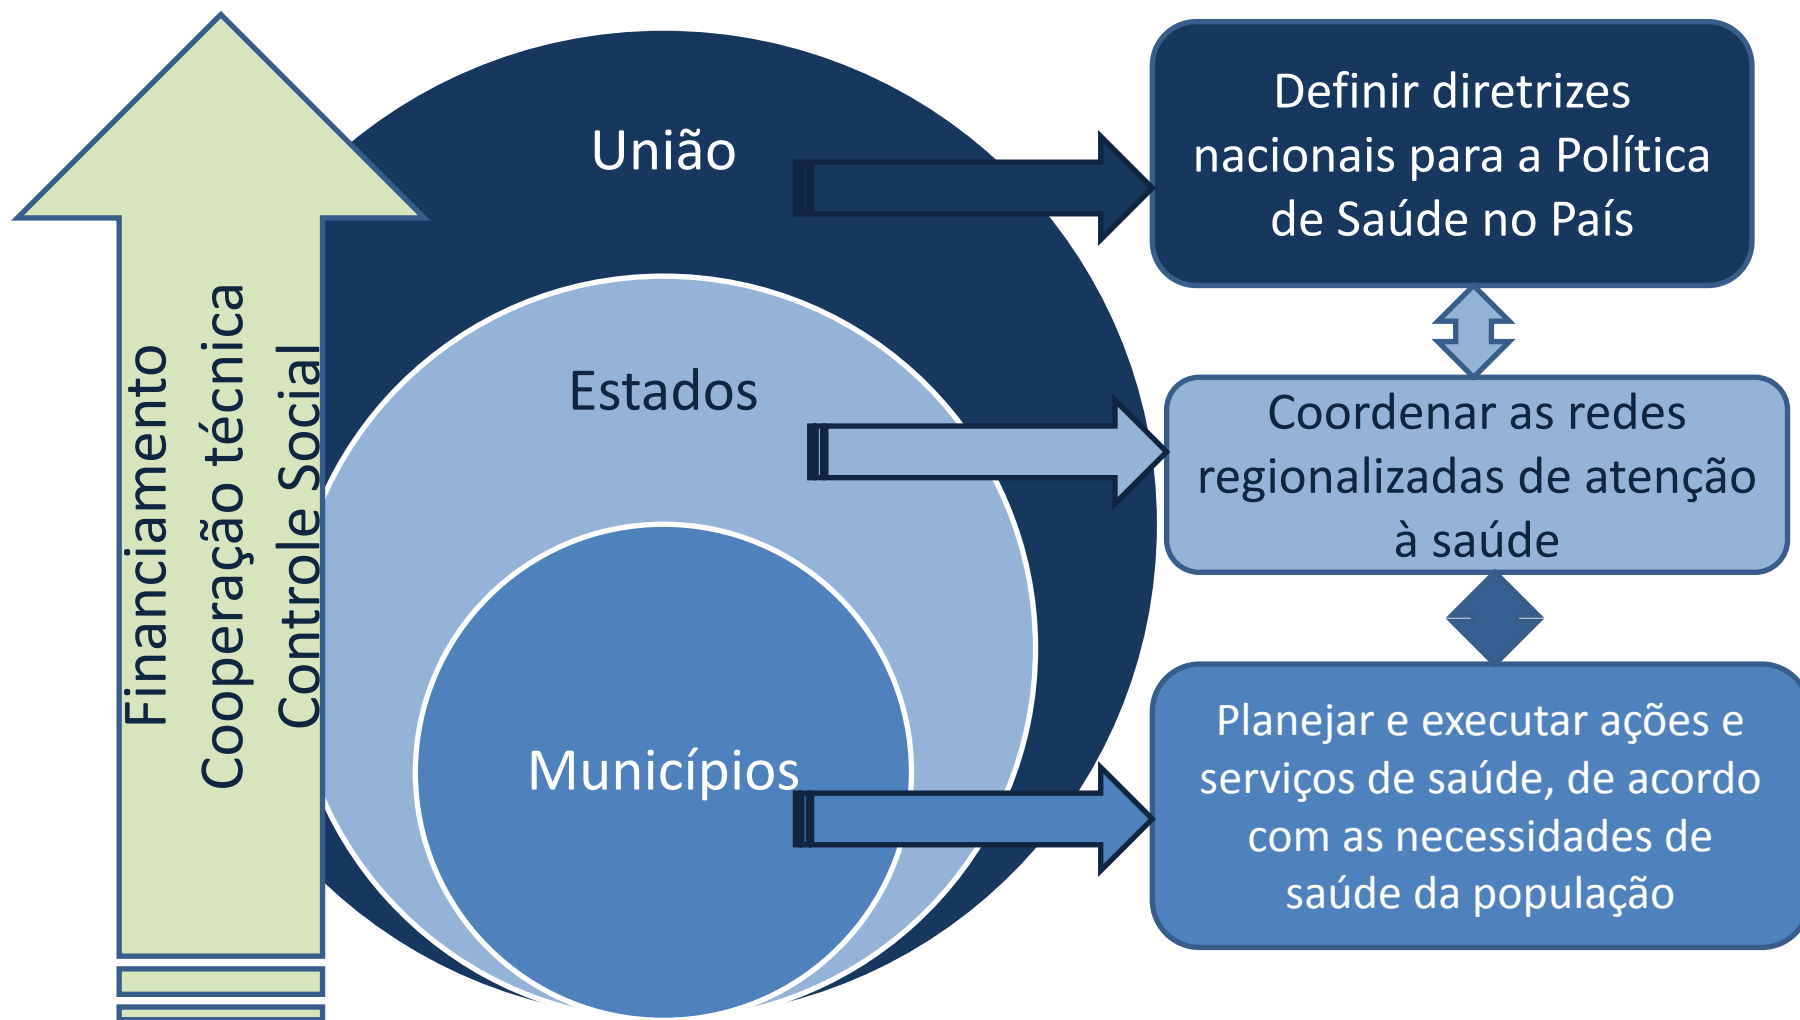 Financiamento
Cooperação técnica
Controle Social
União
Estados
Municípios
Definir diretrizes
nacionais para a Política
de Saúde no País
Coordenar as redes
regionalizadas de atenção
à saúde
Planejar e executar ações e
serviços de saúde, de acordo
com as necessidades de
saúde da população